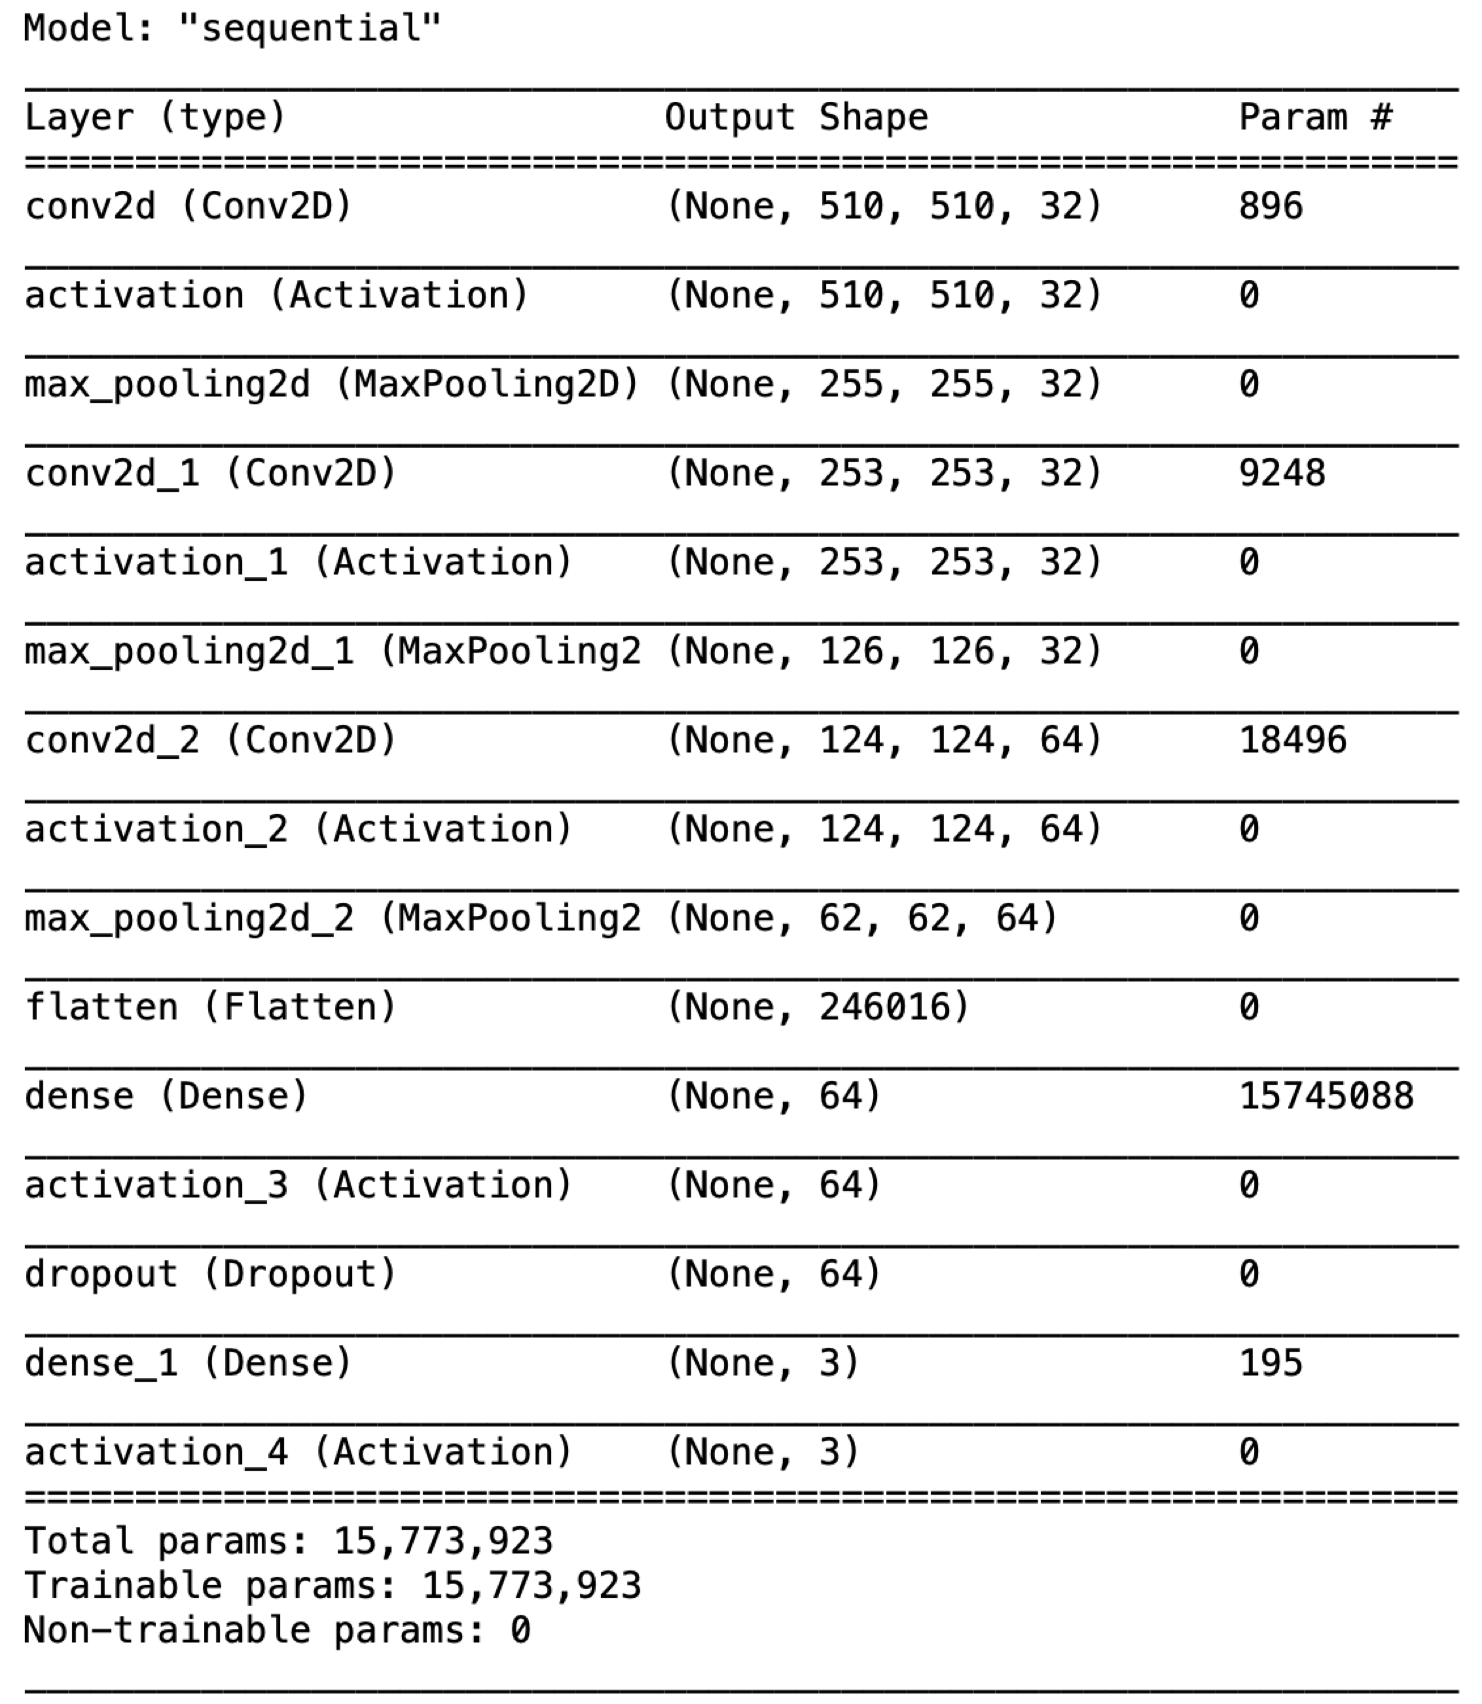 Model: "sequential"
Layer (type) Output Shape Param #
conv2d (Conv2D) (None, 510, 510, 32) 896
activation (Activation) (None, 510, 510, 32) 0
max_pooling2d (MaxPooling2D) (None, 255, 255, 32) 0
conv2d_1 (Conv2D) (None, 253, 253, 32) 9248
activation_1 (Activation) (None, 253, 253, 32) 0
max_pooling2d_1 (MaxPooling2 (None, 126, 126, 32) 0
conv2d_2 (Conv2D) (None, 124, 124, 64) 18496
activation_2 (Activation) (None, 124, 124, 64) 0
max_pooling2d_2 (MaxPooling2 (None, 62, 62, 64) 0
flatten (Flatten) (None, 246016) 0
dense (Dense) (None, 64) 15745088
activation_3 (Activation) (None, 64) 0
dropout (Dropout) (None, 64) 0
dense_1 (Dense) (None, 3) 195
activation_4 (Activation) (None, 3) 0
Total params: 15,773,923
Trainable params: 15,773,923
Non-trainable params: 0